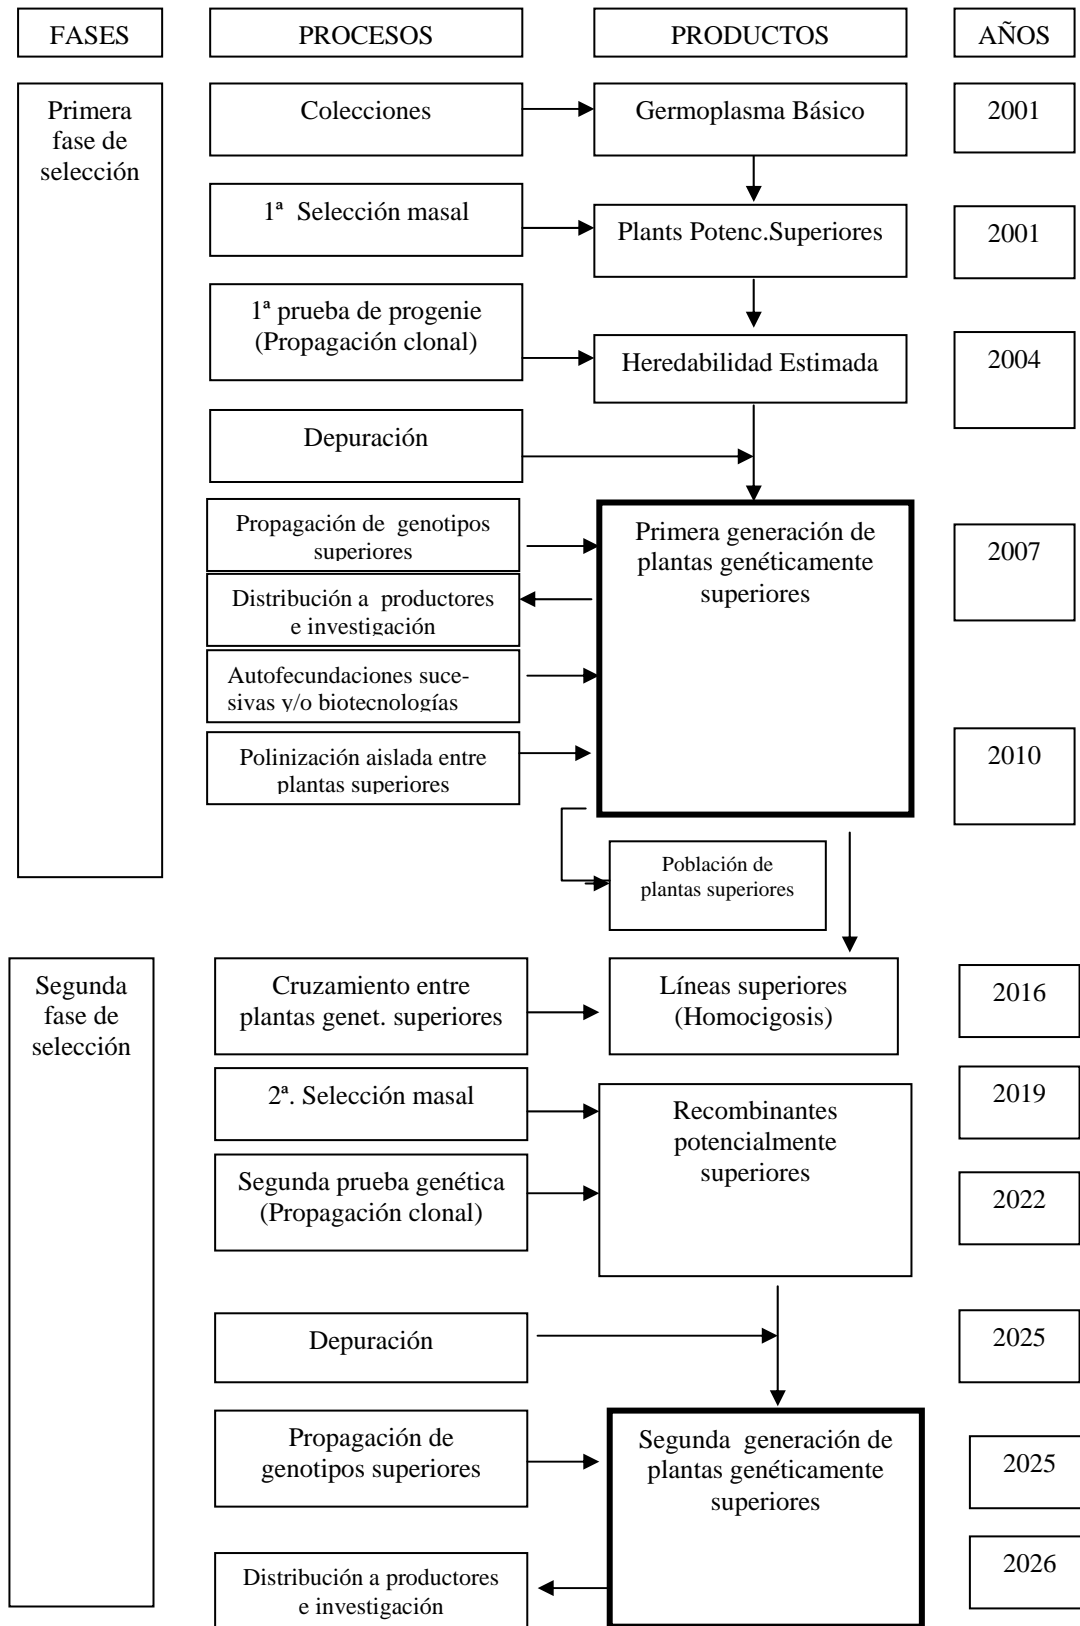 FASES
PROCESOS
PRODUCTOS
AÑOS
Primera
fase de
selección
Colecciones
Germoplasma Básico
2001
1ª Selección masal
Plants Potenc.Superiores
2001
1ª prueba de progenie
(Propagación clonal)
Heredabilidad Estimada
2004
Depuración
Propagación de genotipos
superiores
Primera generación de
plantas genéticamente
superiores
2007
Distribución a productores
e investigación
Autofecundaciones suce-
sivas y/o biotecnologías
Polinización aislada entre
plantas superiores
2010
Población de
plantas superiores
Segunda
fase de
selección
Cruzamiento entre
plantas genet. superiores
Líneas superiores
(Homocigosis)
2016
2ª. Selección masal
Recombinantes
potencialmente
superiores
2019
Segunda prueba genética
(Propagación clonal)
2022
Depuración
2025
Propagación de
genotipos superiores
Segunda generación de
plantas genéticamente
superiores
2025
Distribución a productores
e investigación
2026